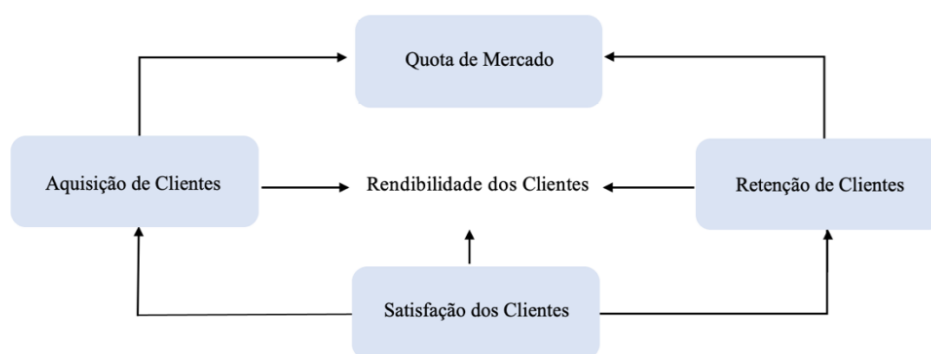 Quota de Mercado
Aquisição de Clientes
Rendibilidade dos Clientes
Retenção de Clientes
Satisfação dos Clientes